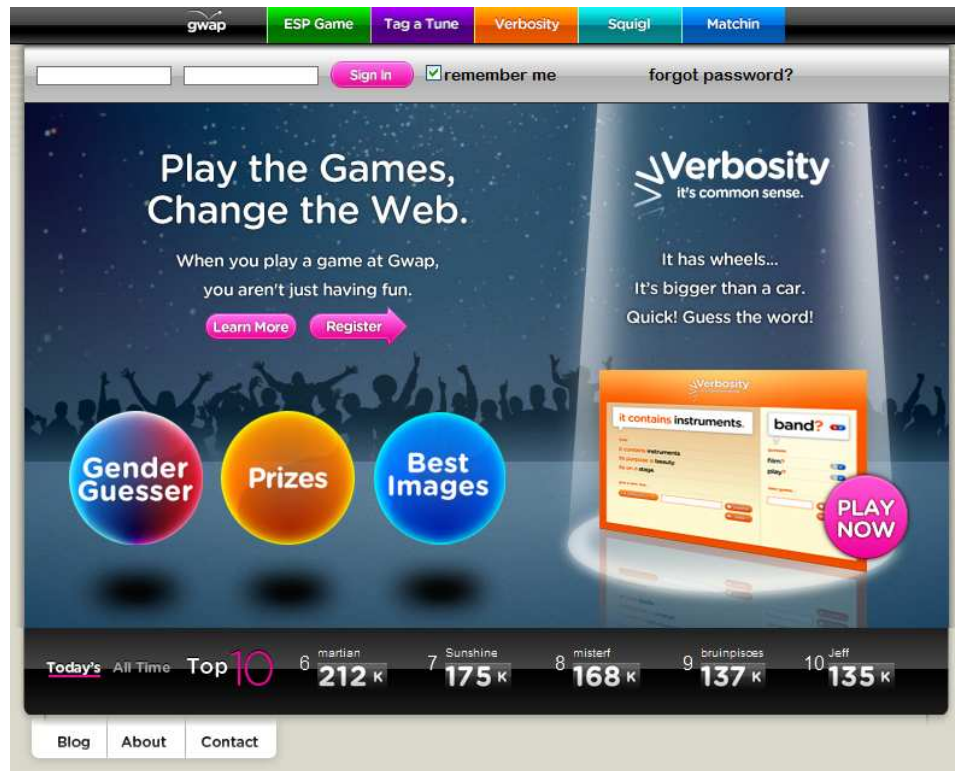 gwap
ESP Game
Tag a Tune
Verbosity
Squigl
Matchin
Sign In
remember me
forgot password?
Play the Games,
Change the Web.
When you play a game at Gwap,
you aren't just having fun.
Learn More
Register
Verbosity
it's common sense.
It has wheels...
It's bigger than a car.
Quick! Guess the word!
Gender
Guesser
Prizes
Best
Images
Verbosity
it contains instruments.
it contains instruments
its purpose is beauty
its on a stage
band?
film?
play?
PLAY
NOW
Today's
All Time
Top 10
6 martian
212 K
7 Sunshine
175 K
8 misterf
168 K
9 bruinpisces
137 K
10 Jeff
135 K
Blog
About
Contact